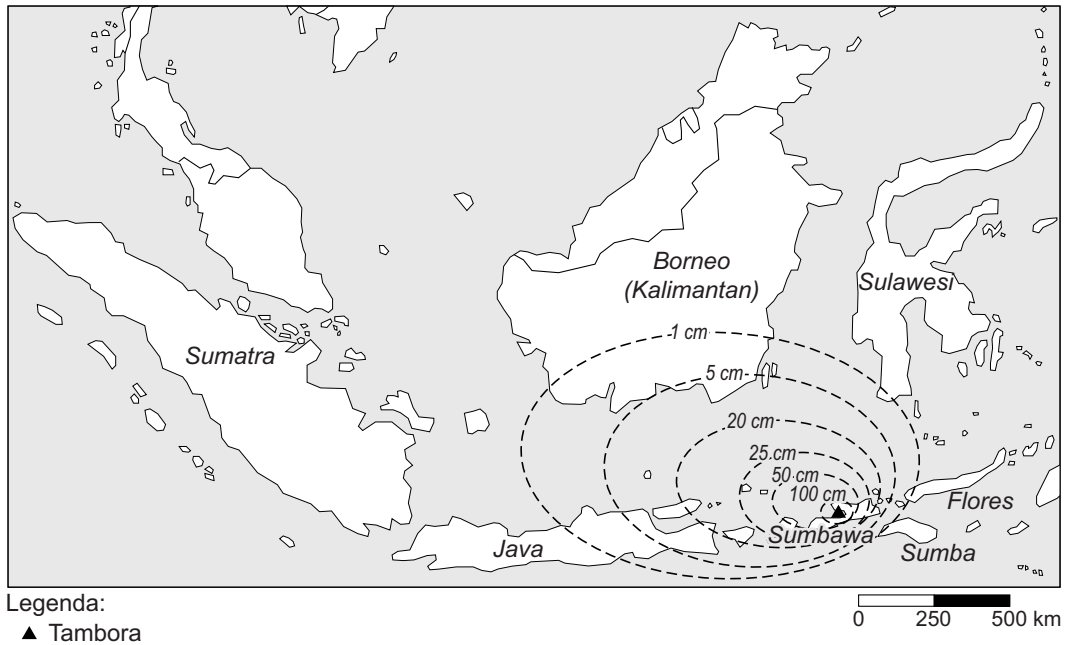 Borneo
(Kalimantan)
Sulawesi
1 cm
Sumatra
5 cm
20 cm
25 cm
50 cm
100 cm
Flores
Sumbawa
Java
Sumba
Legenda:
Tambora
0 250 500 km